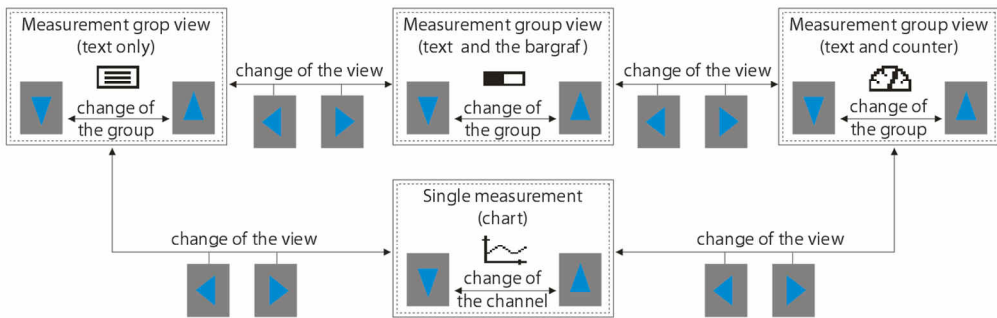 Measurement grop view
(text only)
change of
the group
change of the view
Measurement group view
(text and the bargraf)
change of
the group
change of the view
Measurement group view
(text and counter)
change of
the group
change of the view
Single measurement
(chart)
change of
the channel
change of the view